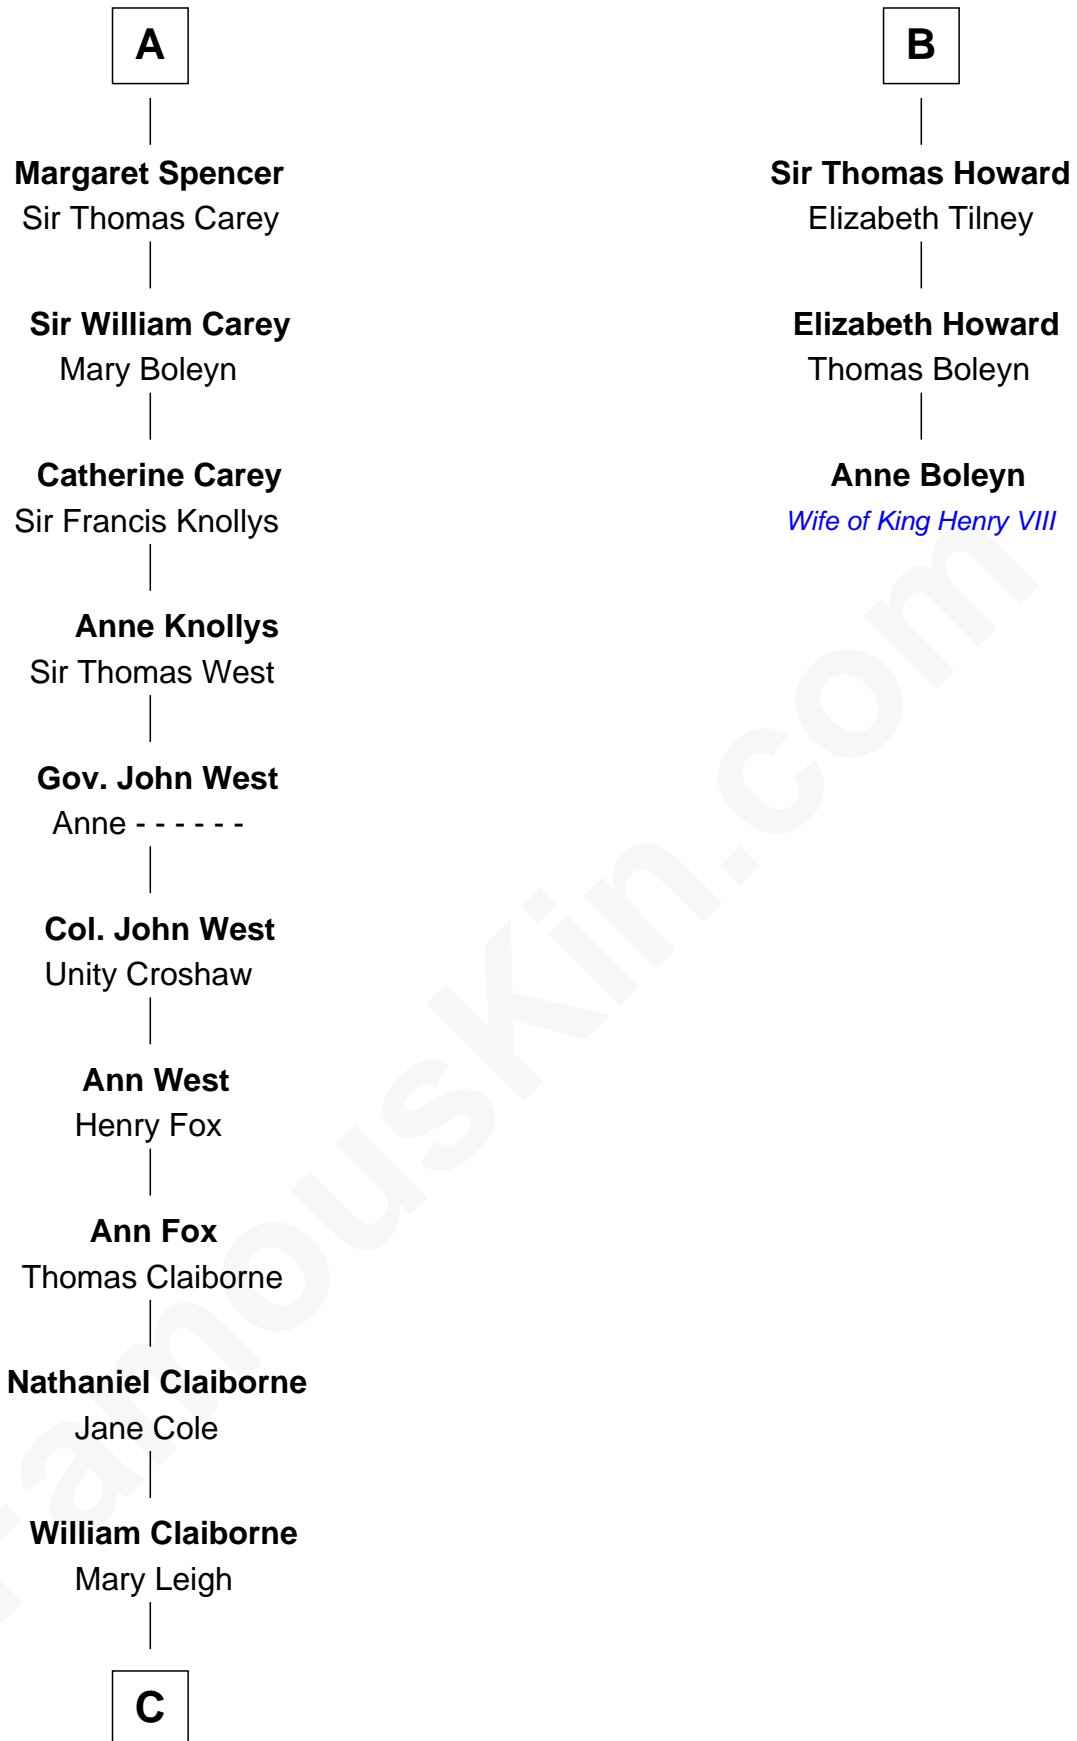 A
Margaret Spencer
Sir Thomas Carey
Sir William Carey
Mary Boleyn
Catherine Carey
Sir Francis Knollys
Anne Knollys
Sir Thomas West
Gov. John West
Anne - - - - - -
Col. John West
Unity Croshaw
Ann West
Henry Fox
Ann Fox
Thomas Claiborne
Nathaniel Claiborne
Jane Cole
William Claiborne
Mary Leigh
C
B
Sir Thomas Howard
Elizabeth Tilney
Elizabeth Howard
Thomas Boleyn
Anne Boleyn
Wife of King Henry VIII
FamousKin.com